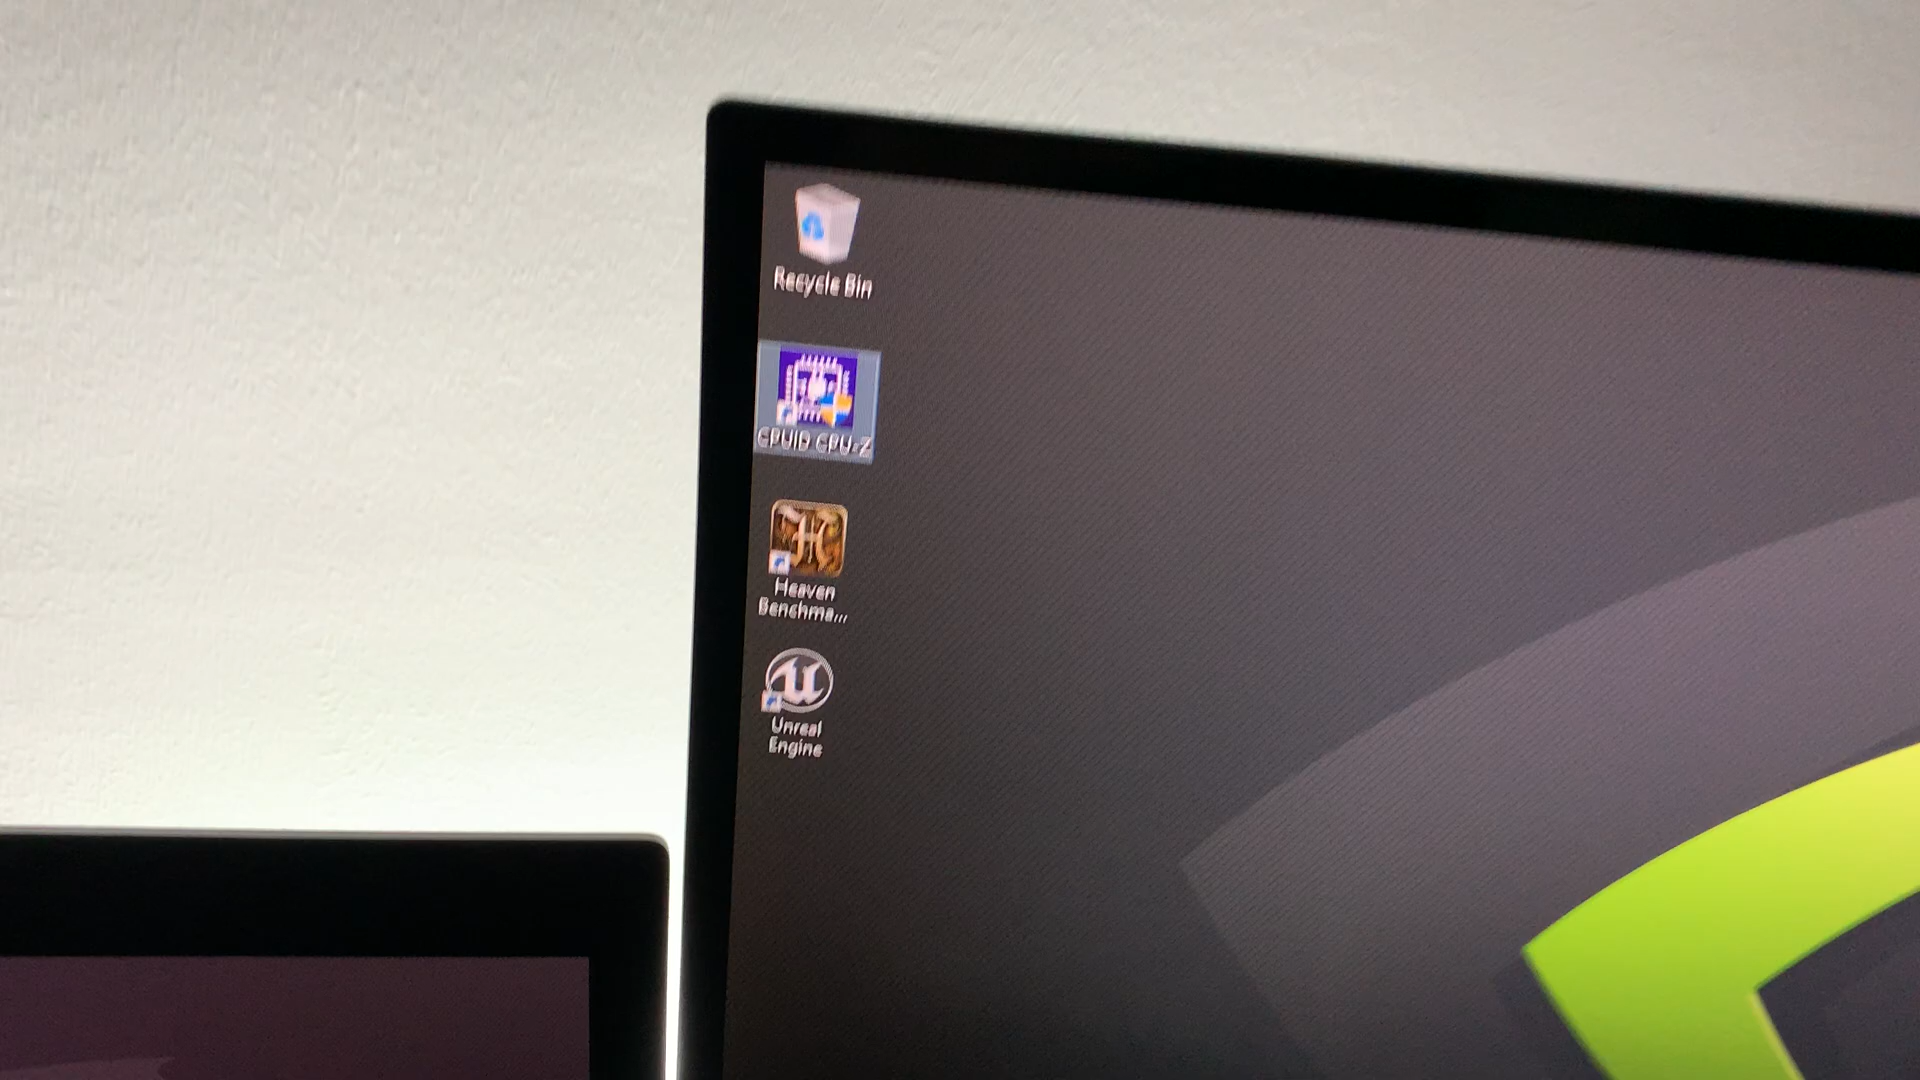 Recycle Bin
CPUID CPU-Z
Heaven
Benchma...
Unreal
Engine